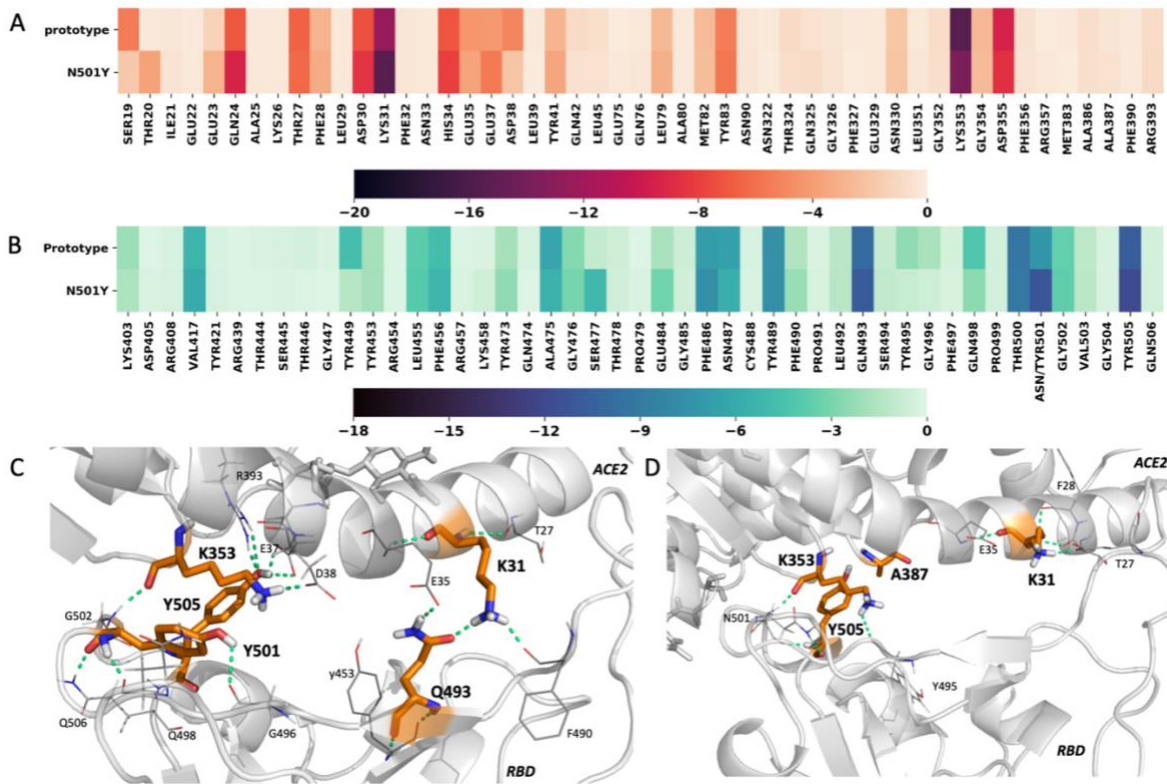 A
prototype
N501Y
SER19 THR20 ILE21 GLU22 GLU23 GLN24 ALA25 LYS26 THR27 PHE28 LEU29 ASP30 LYS31 PHE32 ASN33 HIS34 GLU35 GLU37 ASP38 LEU39 TYR41 GLN42 LEU45 GLU75 GLN76 LEU79 ALA80 MET82 TYR83 ASN90 ASN322 THR324 GLN325 GLY326 PHE327 GLU329 ASN330 LEU351 GLY352 LYS353 GLY354 ASP355 PHE356 ARG357 MET383 ALA386 ALA387 PHE390 ARG393
−20 −16 −12 −8 −4 0
B
Prototype
N501Y
LYS403 ASP405 ARG408 VAL417 TYR421 ARG439 THR444 SER445 THR446 GLY447 TYR449 TYR453 ARG454 LEU455 PHE456 ARG457 LYS458 TYR473 GLN474 ALA475 GLY476 SER477 THR478 PRO479 GLU484 GLY485 PHE486 ASN487 CYS488 TYR489 PHE490 PRO491 LEU492 GLN493 SER494 TYR495 GLY496 PHE497 GLN498 PRO499 THR500 ASN/TYR501 GLY502 VAL503 GLY504 TYR505 GLN506
−18 −15 −12 −9 −6 −3 0
C
R393
ACE2
K353
E37
D38
T27
K31
E35
Y505
G502
Y501
y453
Q493
Q506
Q498
G496
F490
RBD
D
ACE2
F28
K353
A387
E35
K31
T27
N501
Y505
Y495
RBD